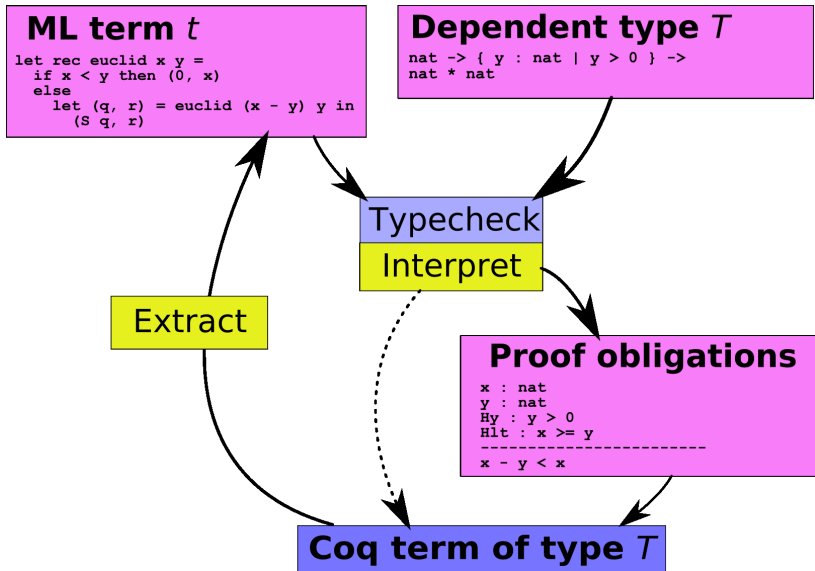 ML term t
let rec euclid x y =
  if x < y then (0, x)
  else
    let (q, r) = euclid (x - y) y in
      (S q, r)
Dependent type T
nat -> { y : nat | y > 0 } ->
nat * nat
Typecheck
Interpret
Extract
Proof obligations
x : nat
y : nat
Hy : y > 0
Hlt : x >= y
------------------------
x - y < x
Coq term of type T